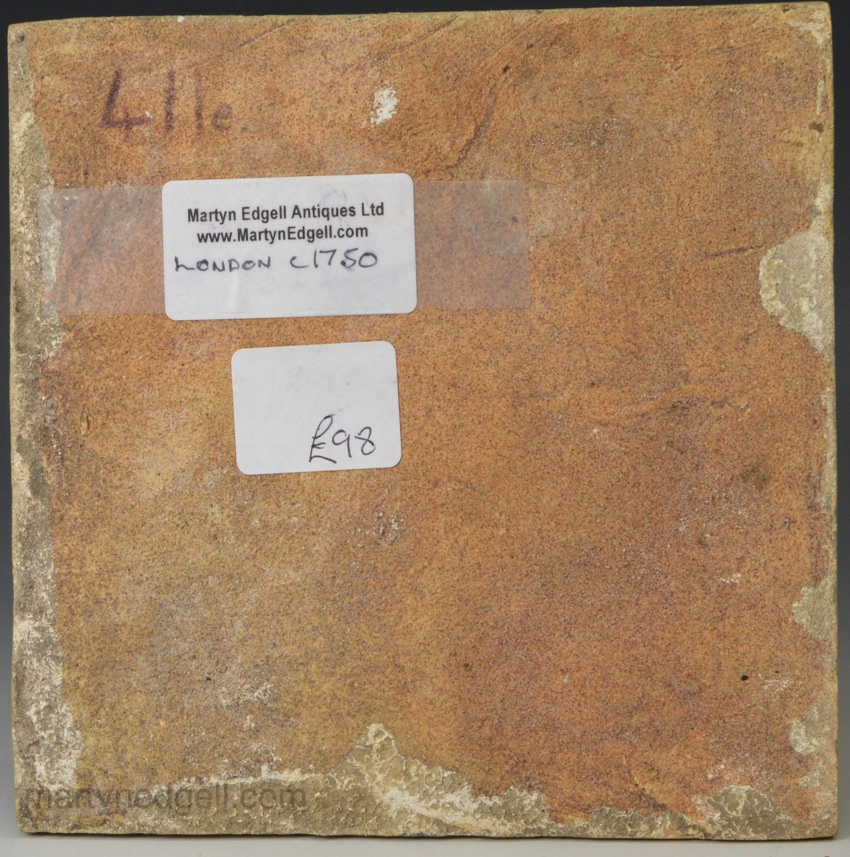 411e
Martyn Edgell Antiques Ltd
www.MartynEdgell.com
LONDON c1750
£98
martynedgell.com